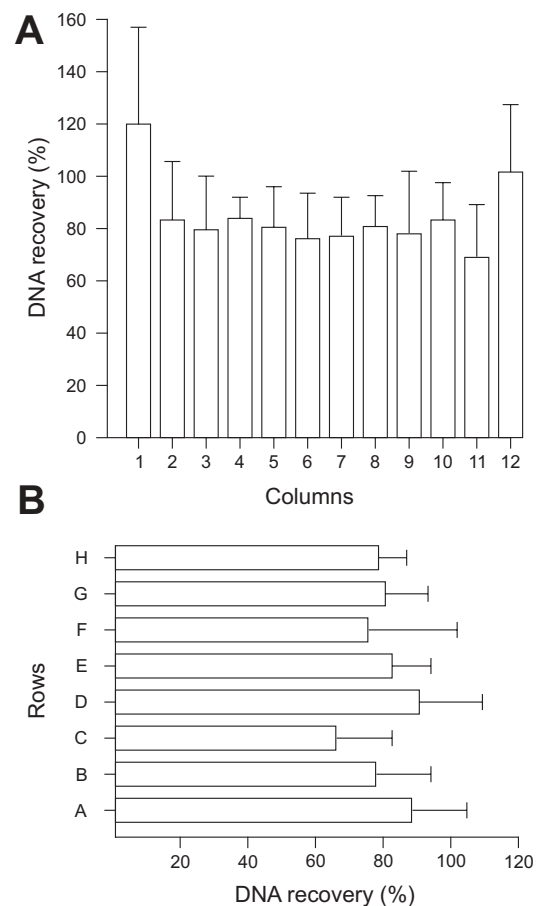 A
DNA recovery (%)
160
140
120
100
80
60
40
20
0
1 2 3 4 5 6 7 8 9 10 11 12
Columns
B
Rows
H
G
F
E
D
C
B
A
20 40 60 80 100 120
DNA recovery (%)